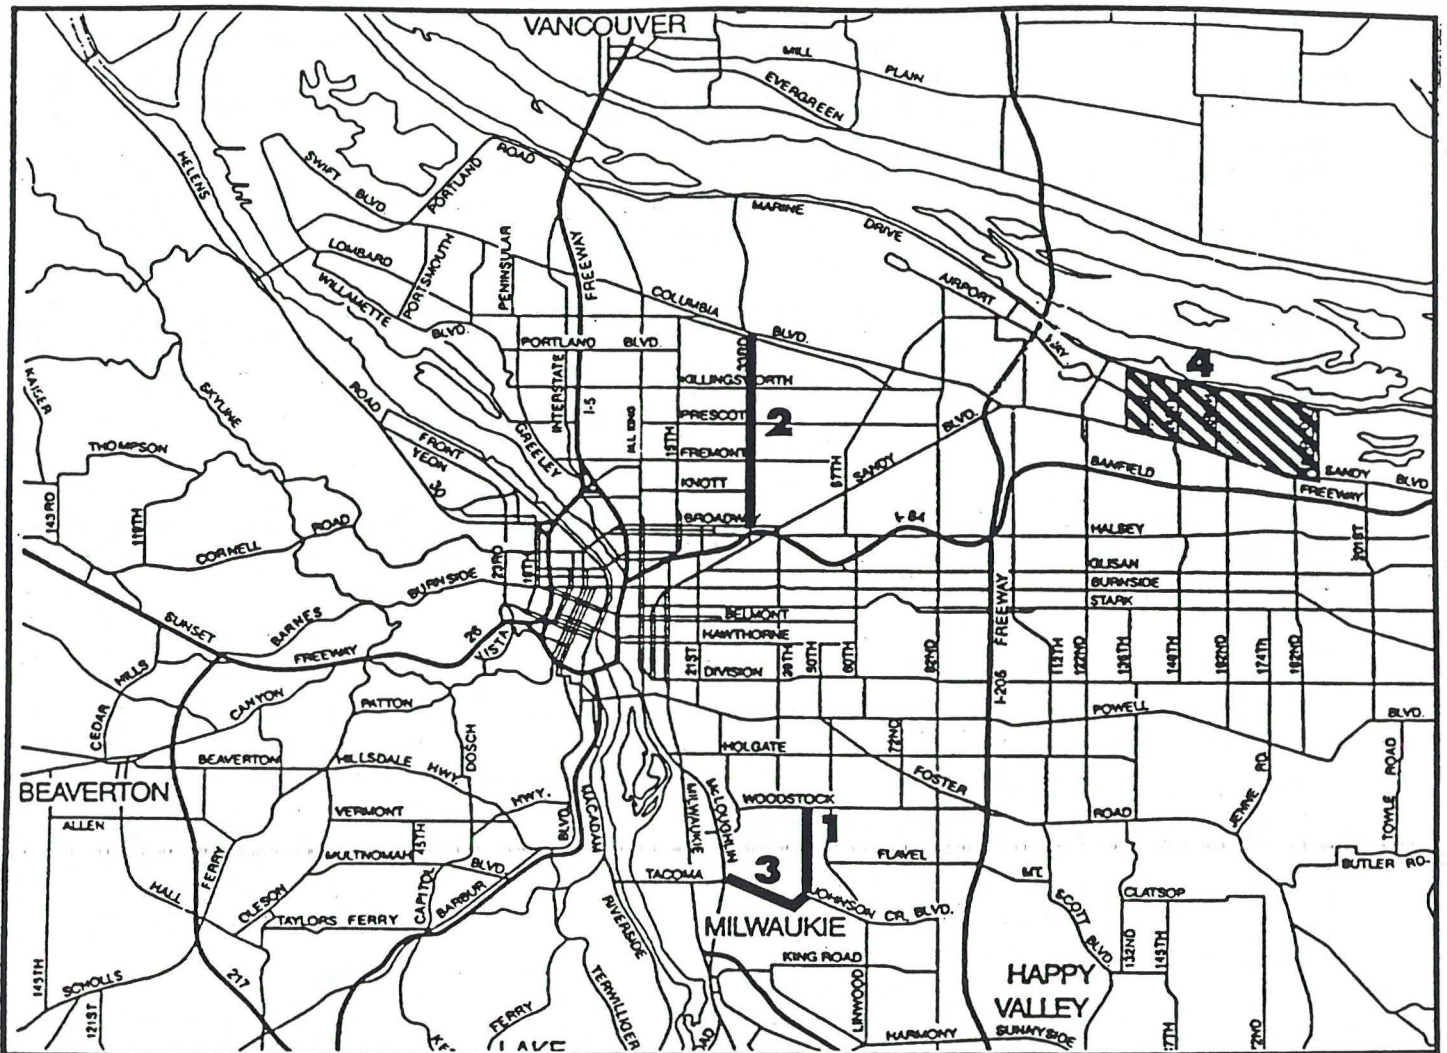 VANCOUVER
MILL
PLAIN
EVERGREEN
HELENS
SWIFT
BLVD
PORTLAND
ROAD
MARINE
DRIVE
LOMBARD
PORTSMOUTH
PENINSULAR
FREEWAY
WILLAMETTE
BLVD.
COLUMBIA
BLVD.
AIRPORT
WAY
PORTLAND BLVD.
33RD
4
KAISER
SKYLINE
ROAD
INTERSTATE
I-5
KILLINGSWORTH
PRESCOTT
2
15TH
FREMONT
KNOTT
BROADWAY
57TH
SANDY
BLVD.
THOMPSON
FRONT
YEON
GREELEY
BANFIELD
FREEWAY
SANDY
BLVD
143RD
119TH
CORNELL
ROAD
I-84
HALSEY
GLISAN
BURNSIDE
STARK
201ST
BURNSIDE
23RD
BARNES
SUNSET
FREEWAY
26
VISTA
BELMONT
HAWTHORNE
DIVISION
21ST
39TH
50TH
60TH
82ND
FREEWAY
I-205
112TH
122ND
136TH
148TH
162ND
174TH
182ND
HILLS
CEDAR
CANYON
PATTON
DOSCH
POWELL
BLVD.
BEAVERTON
HILLSDALE
HWY.
HOLGATE
72ND
FOSTER
ROAD
JENNE
RD.
TOWLE ROAD
BEAVERTON
ALLEN
VERMONT
HWY.
BLVD.
MACADAM
MILWAUKIE
McLOUGHLIN
WOODSTOCK
1
FERRY
MULTNOMAH
45TH
BLVD.
TACOMA
3
FLAVEL
MT.
SCOTT
BLVD.
BUTLER RD.
HALL
OLESON
TAYLORS FERRY
CAPITOL
BARBUR
RIVERSIDE
JOHNSON CR. BLVD.
CLATSOP
132ND
145TH
MILWAUKIE
KING ROAD
HAPPY
VALLEY
145TH
SCHOLLS
121ST
217
FERRY
TERWILLIGER
LINWOOD
HARMONY
SUNNYSIDE
LAKE